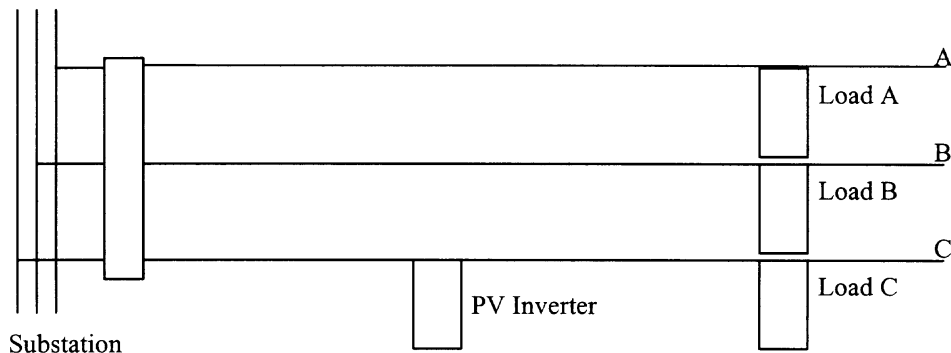 A
Load A
B
Load B
C
Load C
PV Inverter
Substation